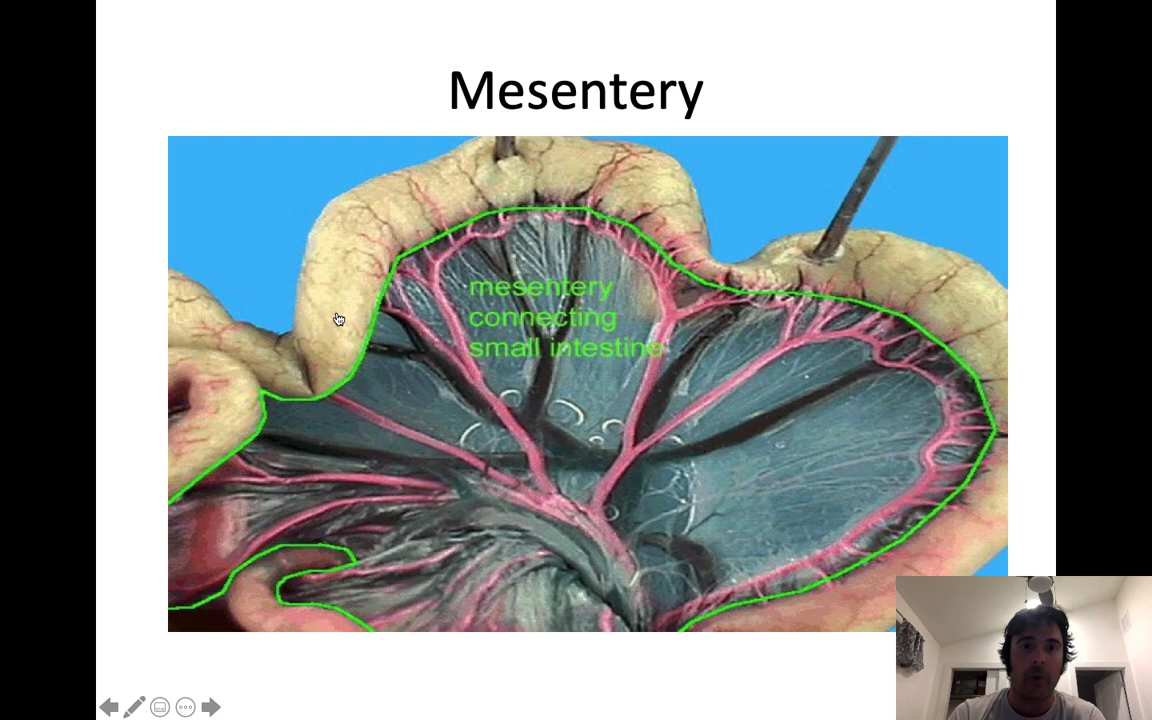 Mesentery
mesentery
connecting
small intestine